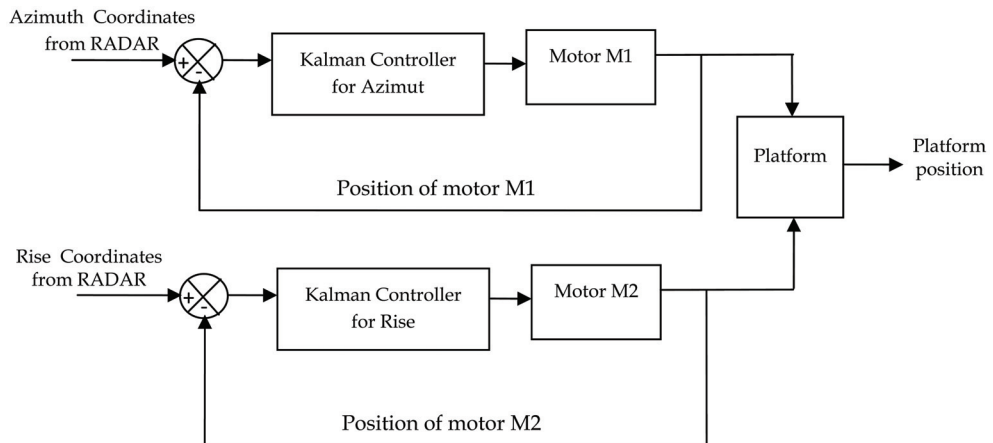 Azimuth Coordinates
from RADAR
+
-
Kalman Controller
for Azimut
Motor M1
Position of motor M1
Platform
Platform
position
Rise Coordinates
from RADAR
+
-
Kalman Controller
for Rise
Motor M2
Position of motor M2